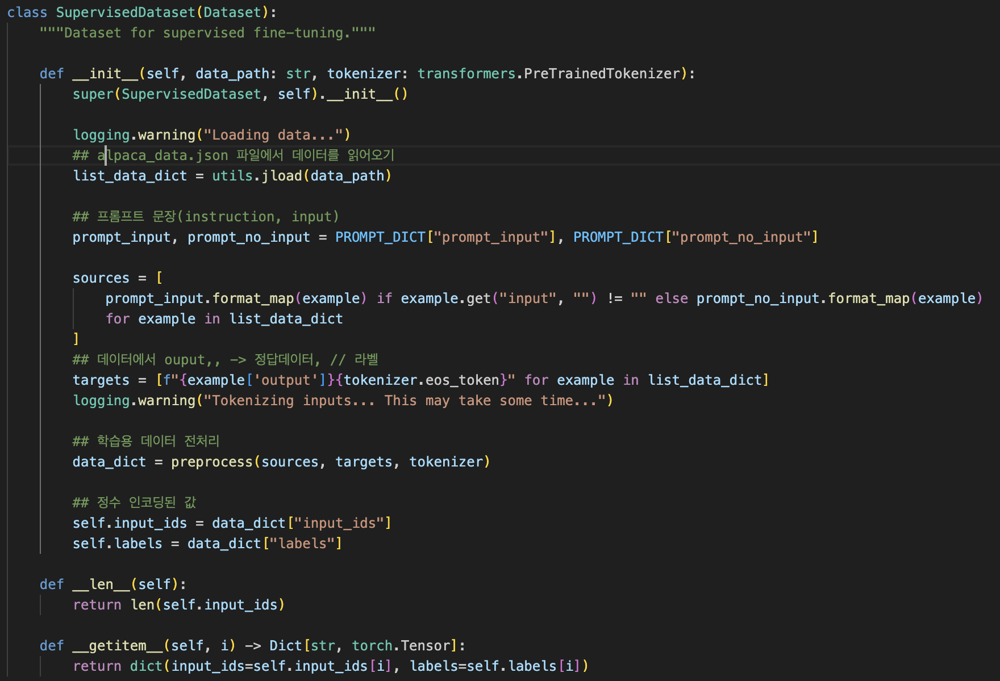 class SupervisedDataset(Dataset):
    """Dataset for supervised fine-tuning."""

    def __init__(self, data_path: str, tokenizer: transformers.PreTrainedTokenizer):
        super(SupervisedDataset, self).__init__()

        logging.warning("Loading data...")
        ## alpaca_data.json 파일에서 데이터를 읽어오기
        list_data_dict = utils.jload(data_path)

        ## 프롬프트 문장(instruction, input)
        prompt_input, prompt_no_input = PROMPT_DICT["prompt_input"], PROMPT_DICT["prompt_no_input"]

        sources = [
            prompt_input.format_map(example) if example.get("input", "") != "" else prompt_no_input.format_map(example)
            for example in list_data_dict
        ]
        ## 데이터에서 ouput,, -> 정답데이터, // 라벨
        targets = [f"{example['output']}{tokenizer.eos_token}" for example in list_data_dict]
        logging.warning("Tokenizing inputs... This may take some time...")

        ## 학습용 데이터 전처리
        data_dict = preprocess(sources, targets, tokenizer)

        ## 정수 인코딩된 값
        self.input_ids = data_dict["input_ids"]
        self.labels = data_dict["labels"]

    def __len__(self):
        return len(self.input_ids)

    def __getitem__(self, i) -> Dict[str, torch.Tensor]:
        return dict(input_ids=self.input_ids[i], labels=self.labels[i])